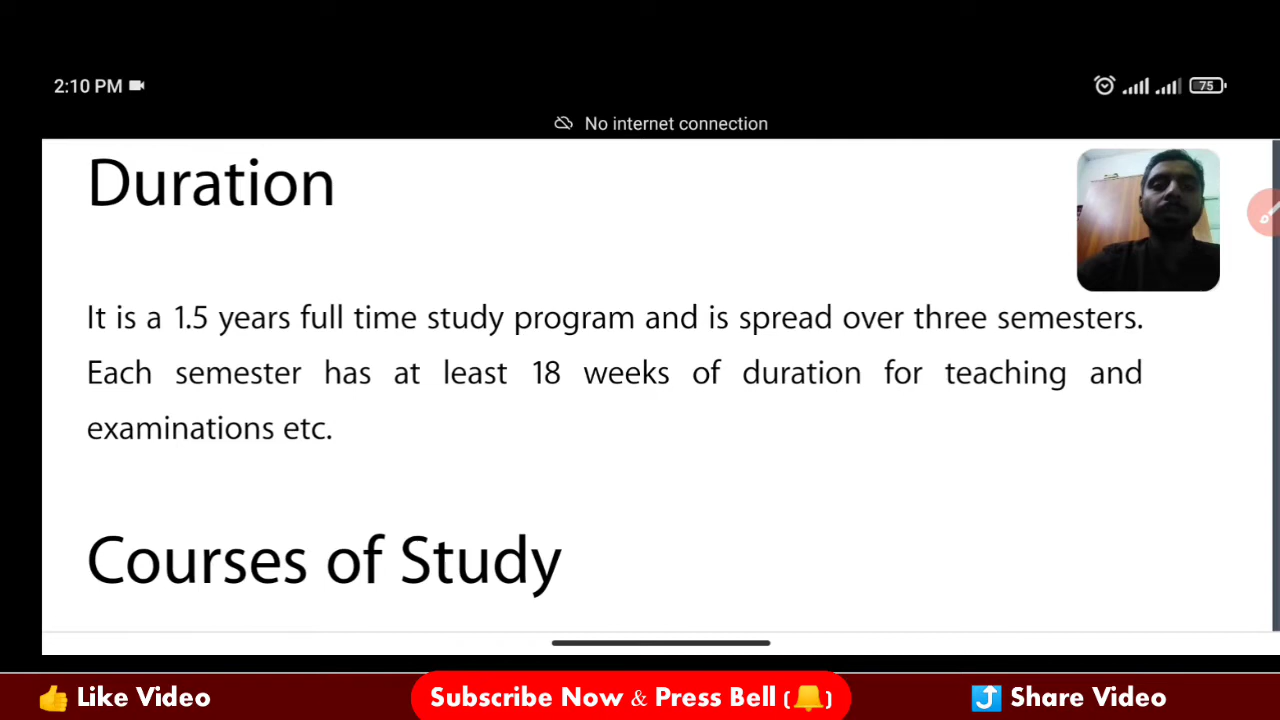 2:10 PM
75
No internet connection
Duration
It is a 1.5 years full time study program and is spread over three semesters.
Each semester has at least 18 weeks of duration for teaching and
examinations etc.
Courses of Study
Like Video
Subscribe Now & Press Bell (🔔)
Share Video